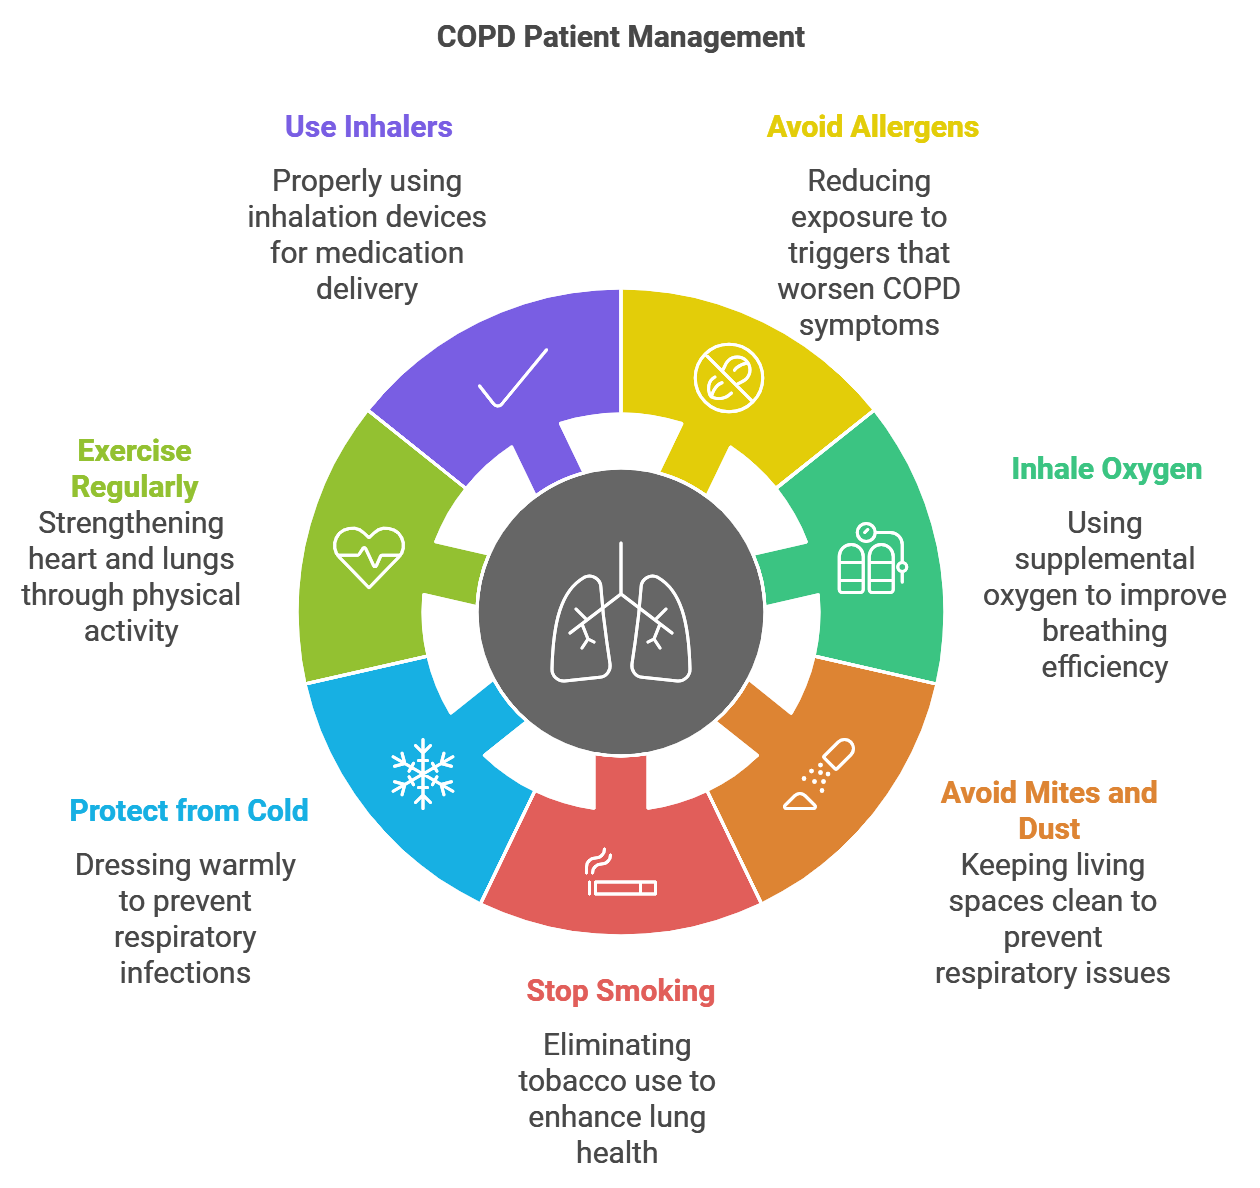 COPD Patient Management
Use Inhalers
Properly using
inhalation devices
for medication
delivery
Avoid Allergens
Reducing
exposure to
triggers that
worsen COPD
symptoms
Exercise
Regularly
Strengthening
heart and lungs
through physical
activity
Inhale Oxygen
Using
supplemental
oxygen to improve
breathing
efficiency
Protect from Cold
Dressing warmly
to prevent
respiratory
infections
Avoid Mites and
Dust
Keeping living
spaces clean to
prevent
respiratory issues
Stop Smoking
Eliminating
tobacco use to
enhance lung
health